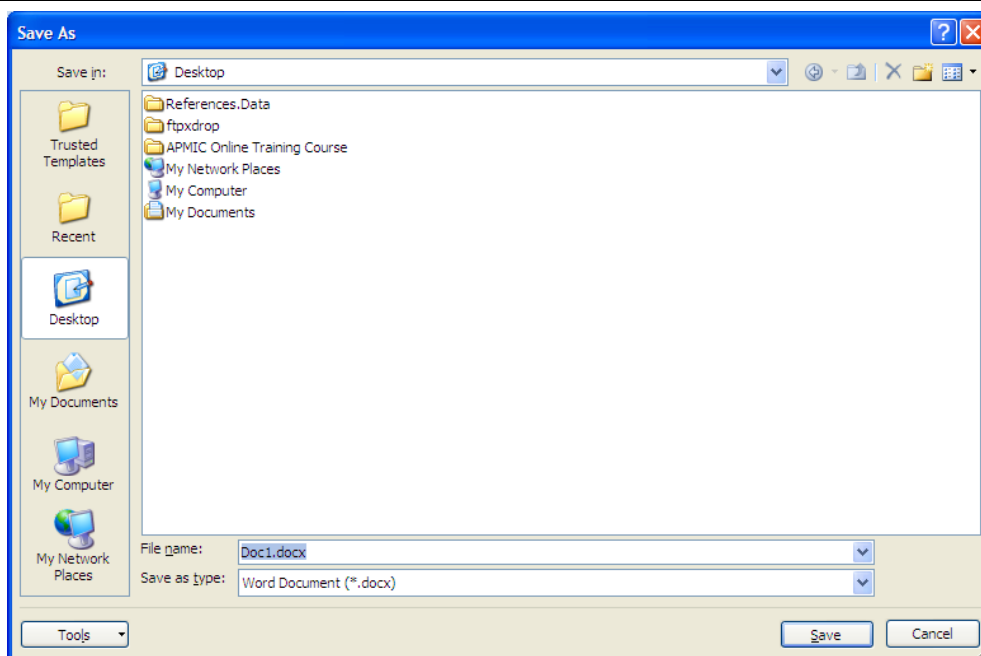 Save As
Save in:
Desktop
Trusted
Templates
Recent
Desktop
My Documents
My Computer
My Network
Places
References.Data
ftpxdrop
APMIC Online Training Course
My Network Places
My Computer
My Documents
File name:
Doc1.docx
Save as type:
Word Document (*.docx)
Tools
Save
Cancel